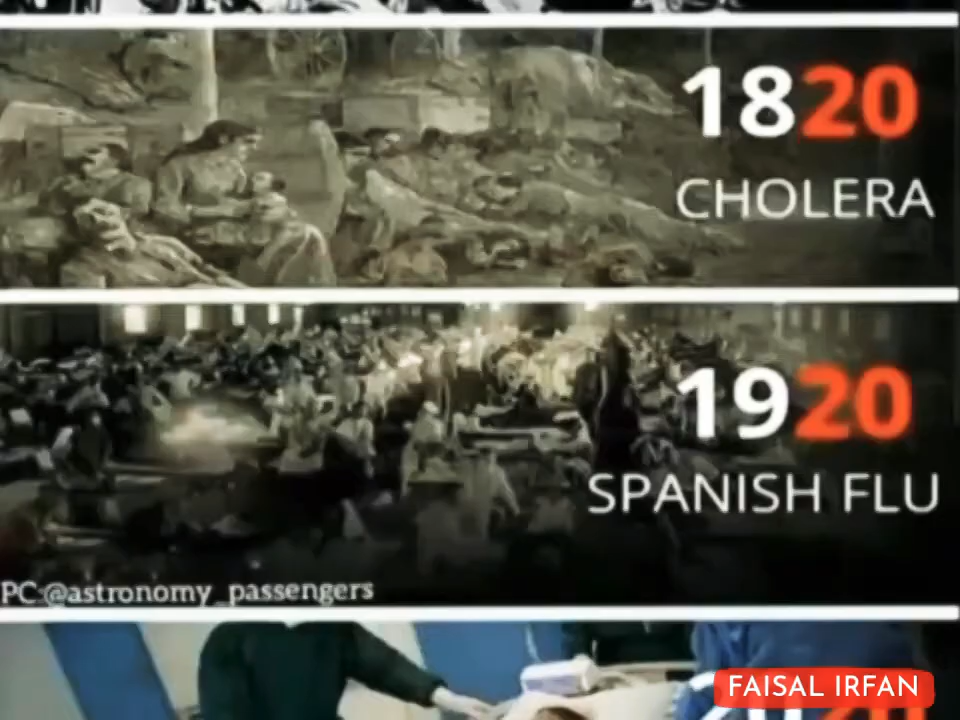 1820
CHOLERA
1920
SPANISH FLU
PC:@astronomy_passengers
FAISAL IRFAN